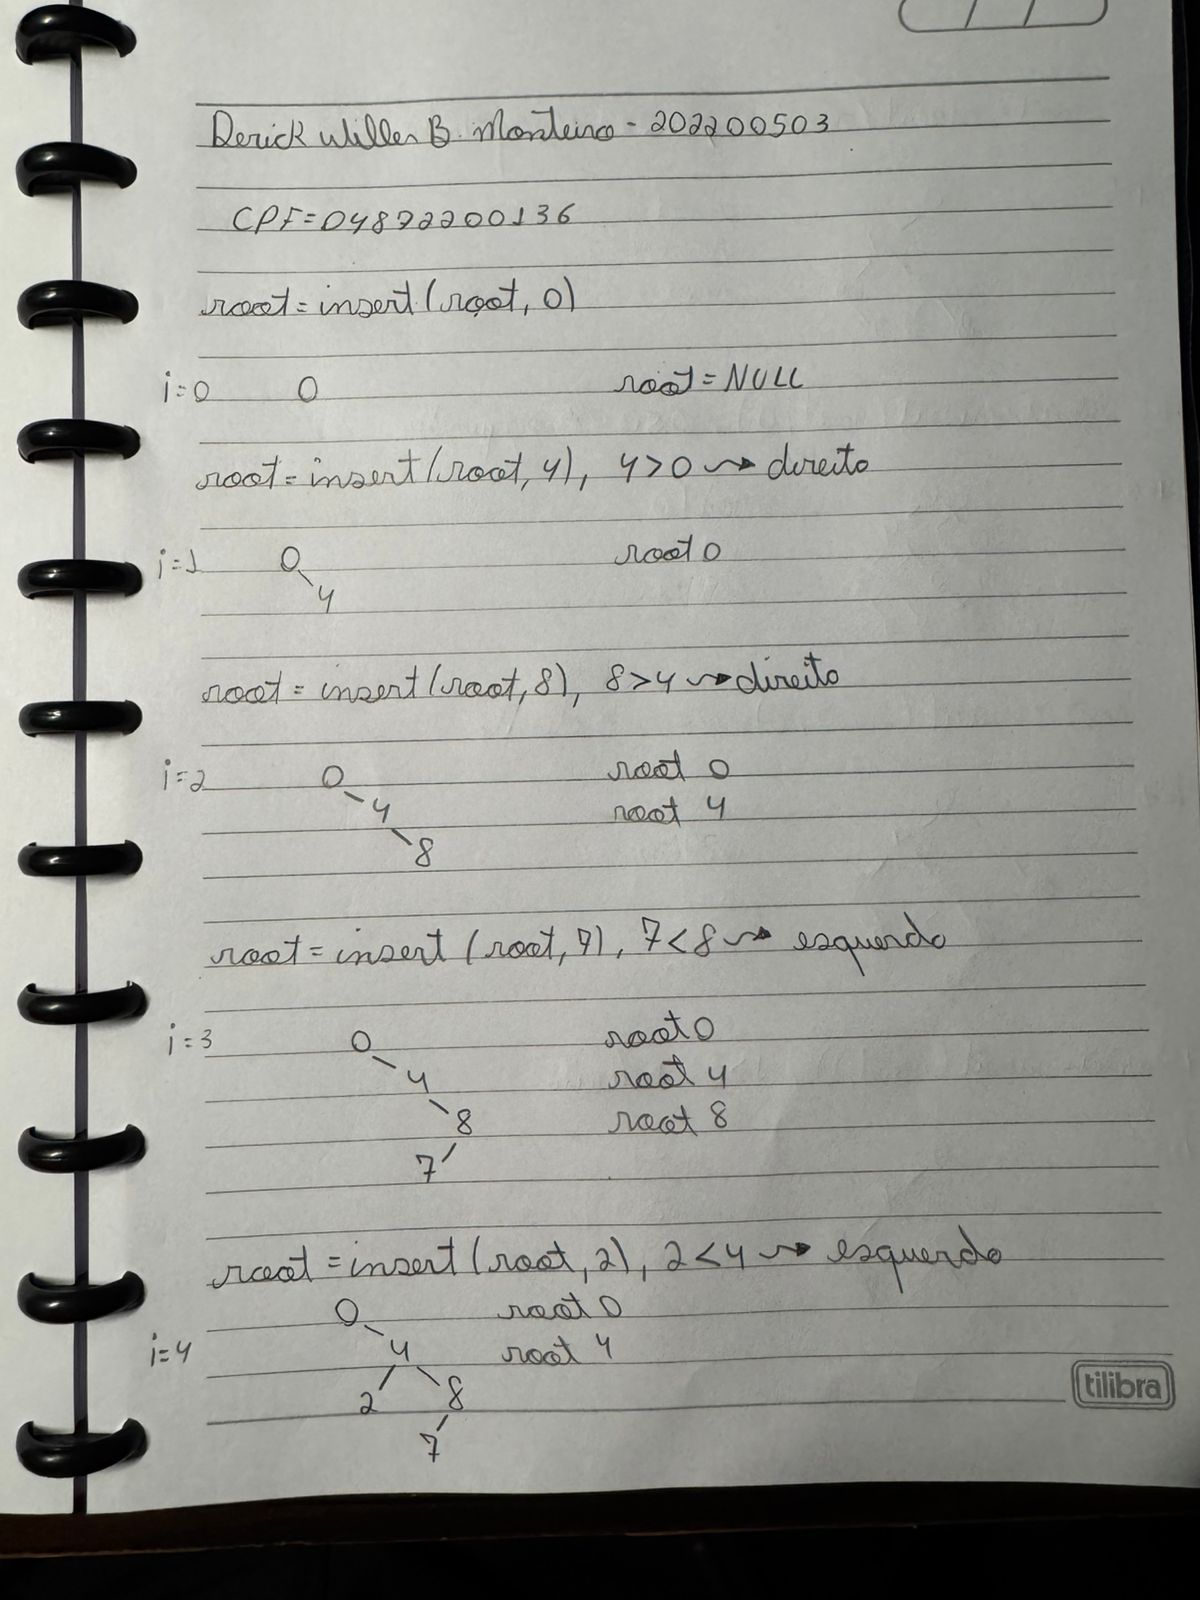 Derick Willen B. Monteiro - 202200503
CPF=04872200136
root=insert(root, 0)
i=0 0 root=NULL
root=insert(root, 4), 4>0 ⇝ direito
i=1 0 root 0
4
root=insert(root, 8), 8>4 ⇝ direito
i=2 0 root 0
4 root 4
8
root=insert(root, 7), 7<8 ⇝ esquerdo
i=3 0 root 0
4 root 4
8 root 8
7
root=insert(root, 2), 2<4 ⇝ esquerdo
0 root 0
i=4 4 root 4
2 8
7
tilibra